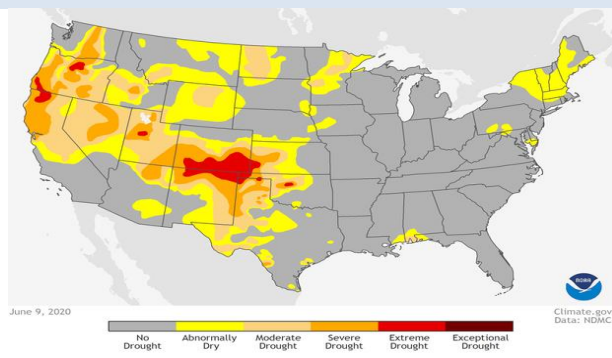 NOAA
June 9, 2020
Climate.gov
Data: NDMC
No Drought
Abnormally Dry
Moderate Drought
Severe Drought
Extreme Drought
Exceptional Drought